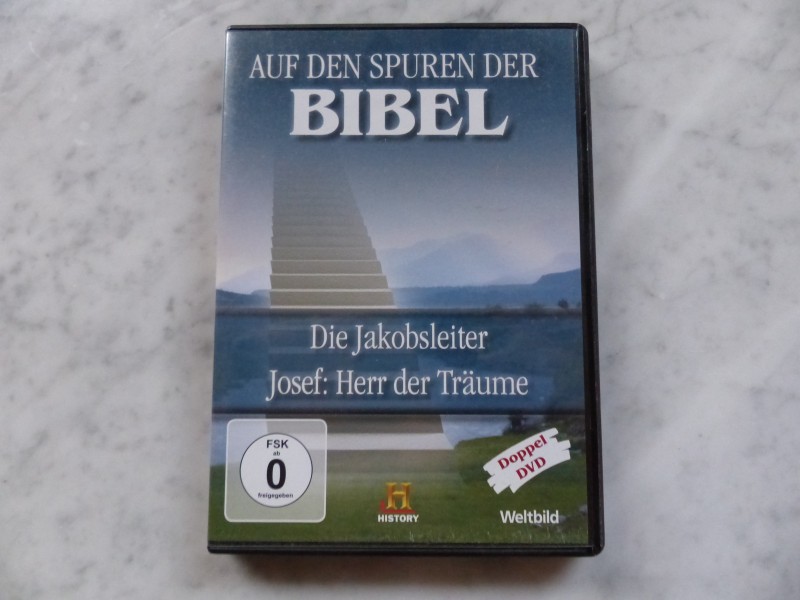 AUF DEN SPUREN DER
BIBEL
Die Jakobsleiter
Josef: Herr der Träume
FSK
ab
0
freigegeben
H
HISTORY
Doppel
DVD
Weltbild